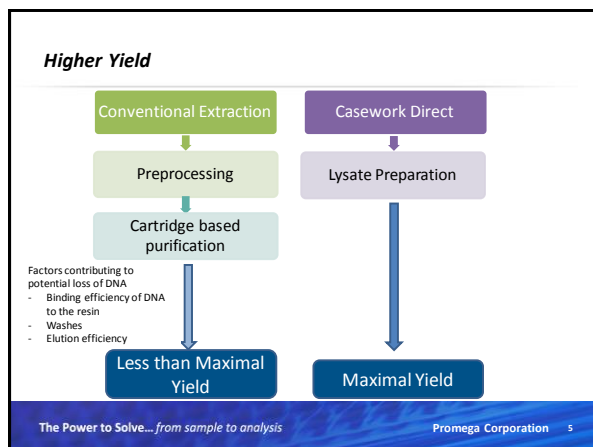 Higher Yield
Conventional Extraction
Preprocessing
Cartridge based
purification
Factors contributing to
potential loss of DNA
- Binding efficiency of DNA
to the resin
- Washes
- Elution efficiency
Less than Maximal
Yield
Casework Direct
Lysate Preparation
Maximal Yield
The Power to Solve... from sample to analysis
Promega Corporation 5